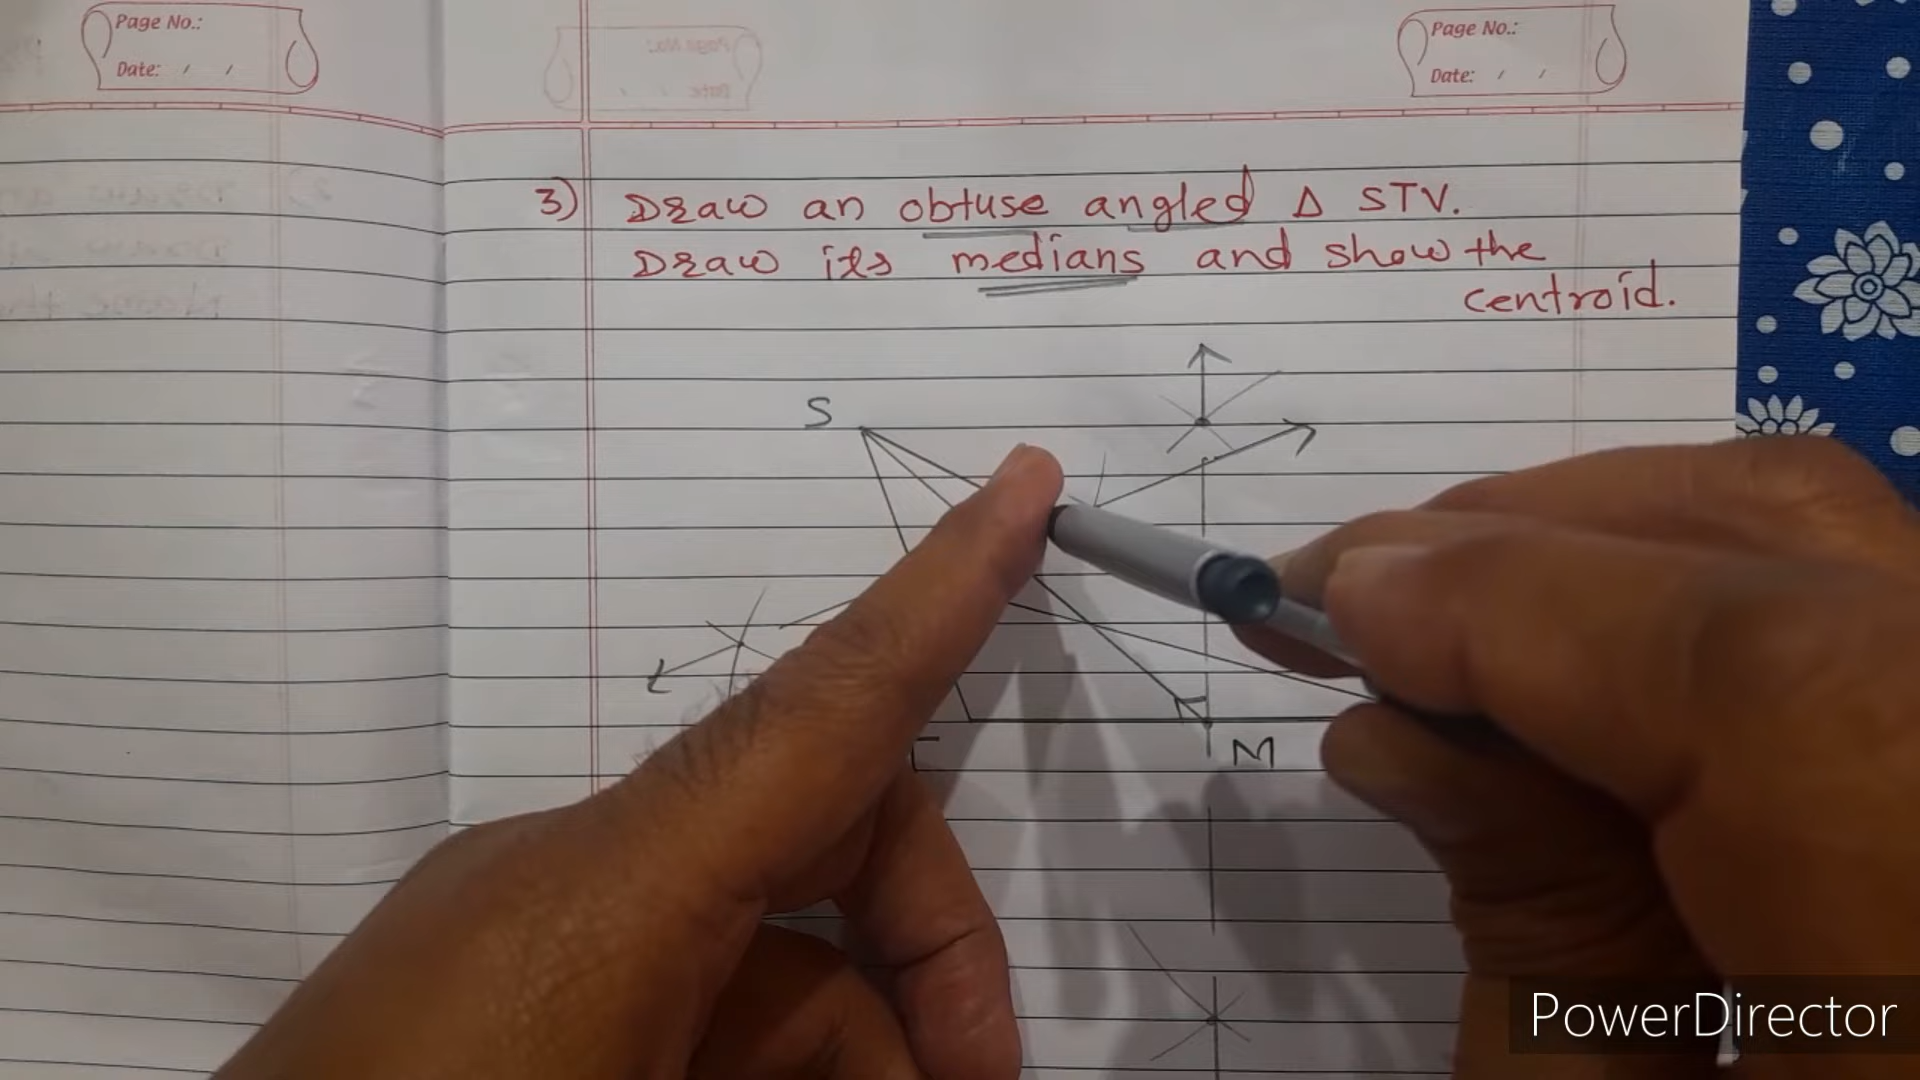 Page No.:
Date: / /
Page No.:
Date: / /
3) Draw an obtuse angled Δ STV.
Draw its medians and show the
centroid.
S
T
M
PowerDirector